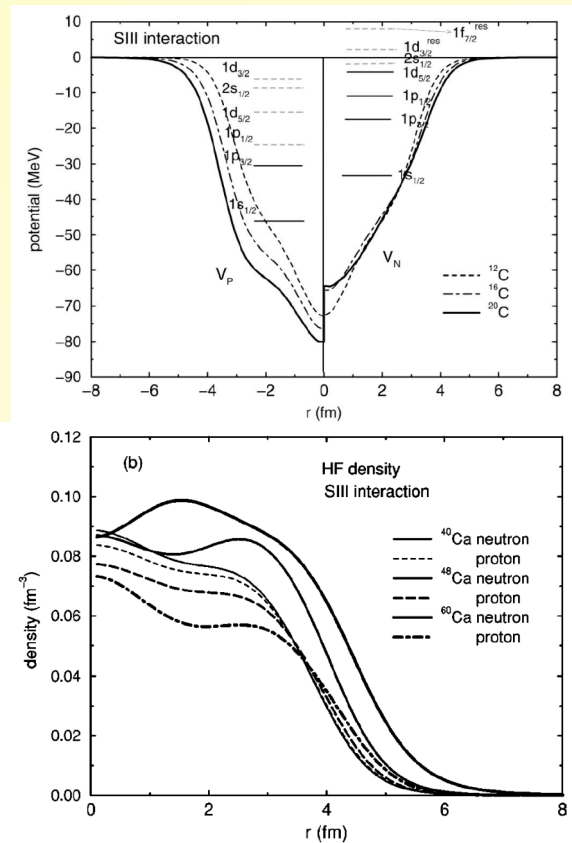 SIII interaction
potential (MeV)
0
−10
−20
−30
−40
−50
−60
−70
−80
−90
1d3/2
2s1/2
1d5/2
1p1/2
1p3/2
1s1/2
1f7/2 res
1d3/2 res
2s1/2
1d5/2
1p1/2
1p3/2
1s1/2
VP
VN
12C
16C
20C
−8 −6 −4 −2 0 2 4 6 8
r (fm)
(b)
HF density
SIII interaction
40Ca neutron
proton
48Ca neutron
proton
60Ca neutron
proton
density (fm−3)
0.12
0.10
0.08
0.06
0.04
0.02
0.00
0 2 4 6 8
r (fm)